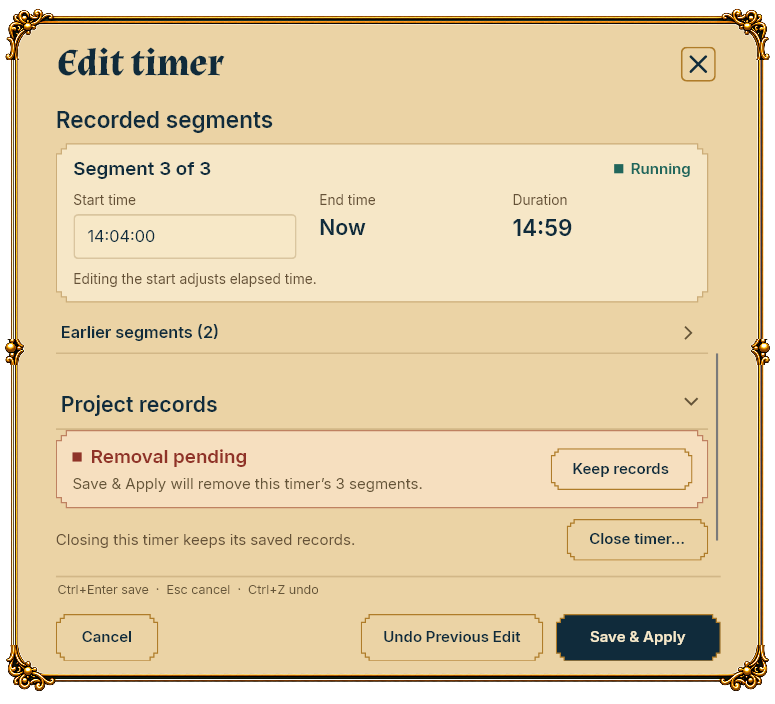 Edit timer
Recorded segments
Segment 3 of 3
Running
Start time
End time
Duration
14:04:00
Now
14:59
Editing the start adjusts elapsed time.
Earlier segments (2)
Project records
Removal pending
Save & Apply will remove this timer’s 3 segments.
Keep records
Closing this timer keeps its saved records.
Close timer…
Ctrl+Enter save · Esc cancel · Ctrl+Z undo
Cancel
Undo Previous Edit
Save & Apply